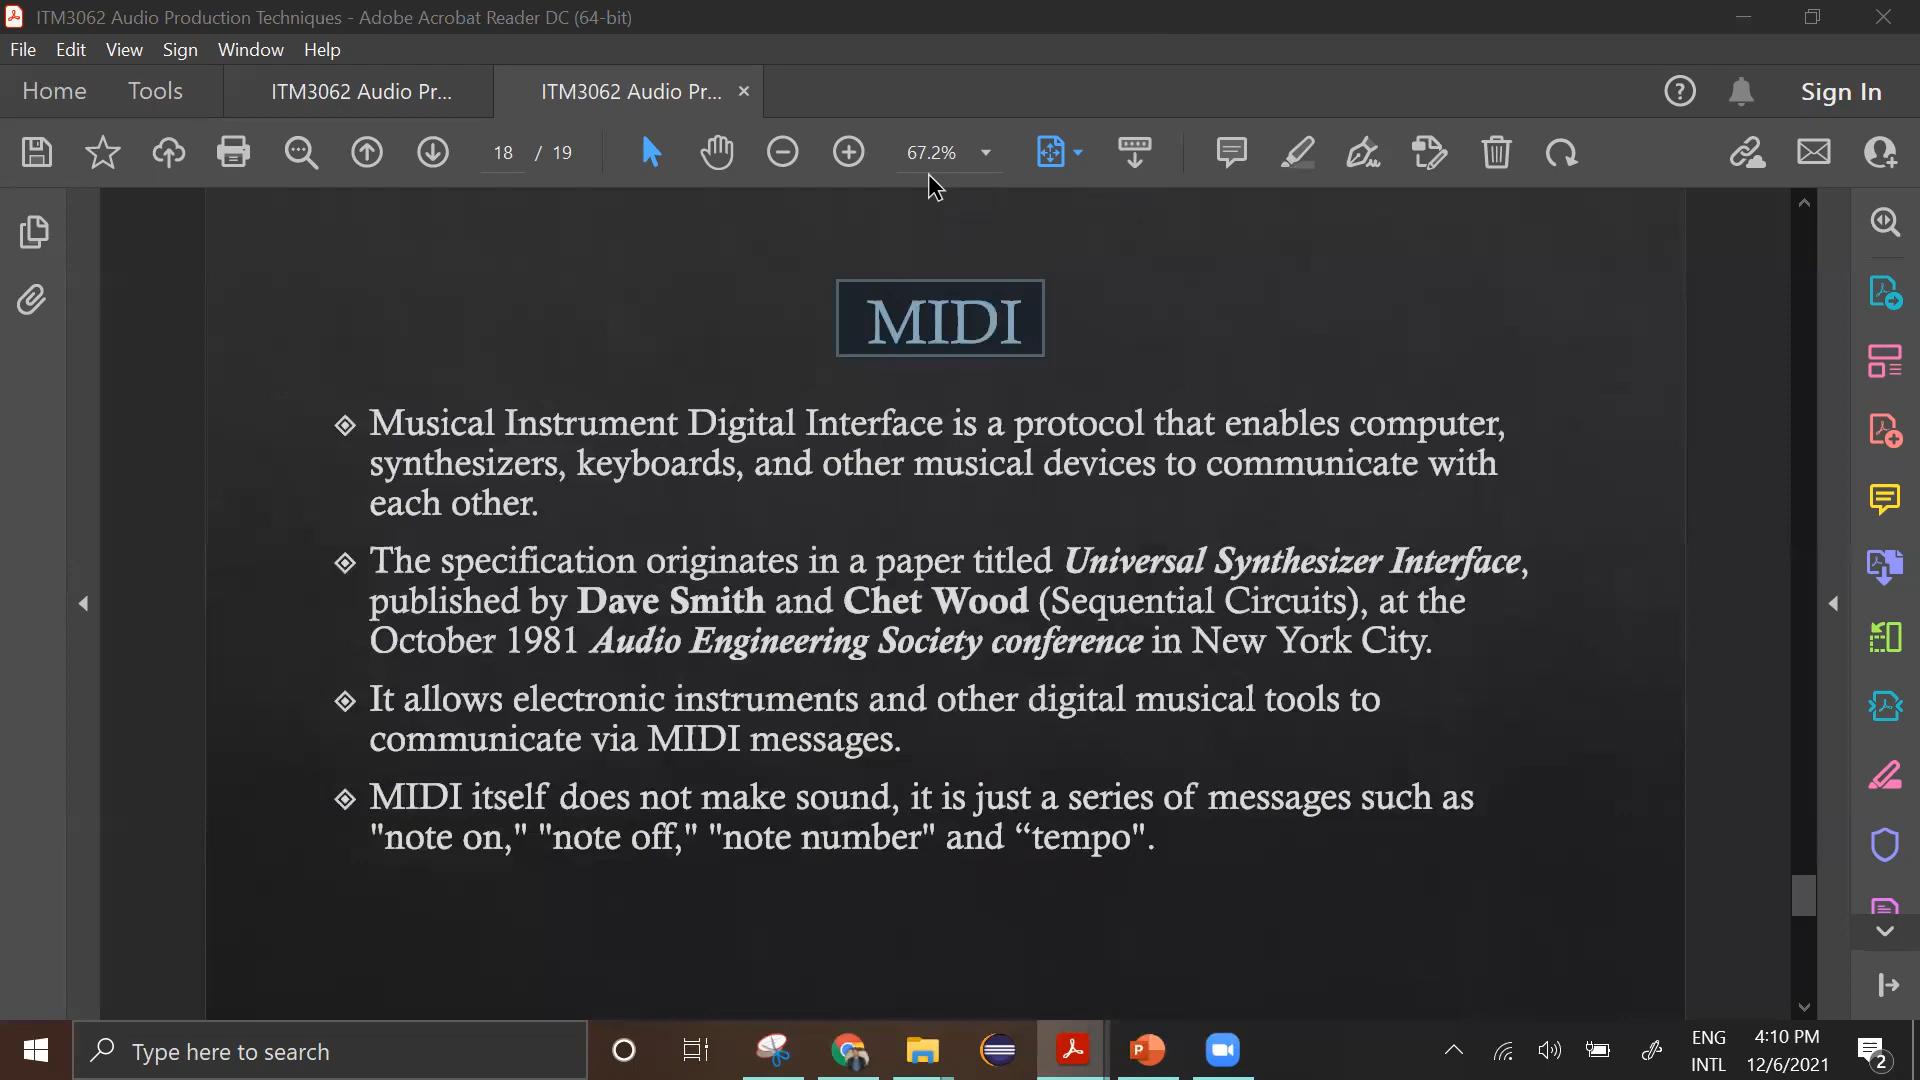 ITM3062 Audio Production Techniques - Adobe Acrobat Reader DC (64-bit)
File Edit View Sign Window Help
Home Tools ITM3062 Audio Pr... ITM3062 Audio Pr... × Sign In
18 / 19 67.2%
MIDI
Musical Instrument Digital Interface is a protocol that enables computer,
synthesizers, keyboards, and other musical devices to communicate with
each other.
The specification originates in a paper titled Universal Synthesizer Interface,
published by Dave Smith and Chet Wood (Sequential Circuits), at the
October 1981 Audio Engineering Society conference in New York City.
It allows electronic instruments and other digital musical tools to
communicate via MIDI messages.
MIDI itself does not make sound, it is just a series of messages such as
"note on," "note off," "note number" and “tempo".
Type here to search
ENG 4:10 PM
INTL 12/6/2021 2